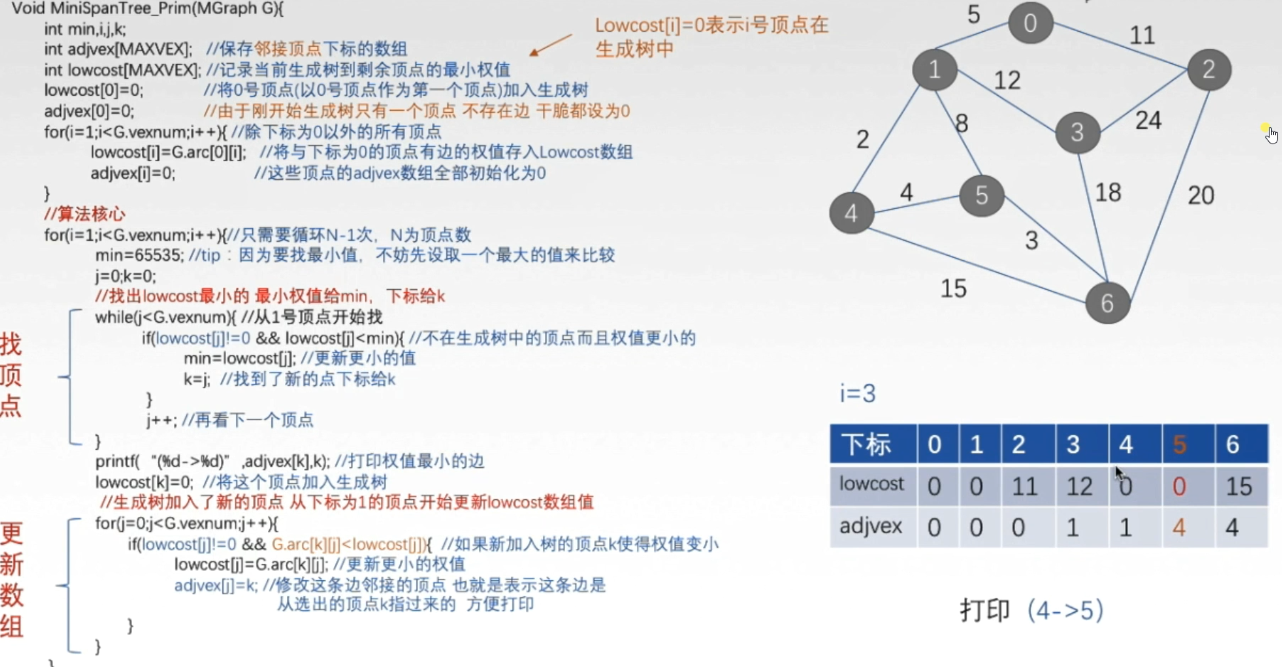 Void MiniSpanTree_Prim(MGraph G){
int min,i,j,k;
int adjvex[MAXVEX]; //保存邻接顶点下标的数组
int lowcost[MAXVEX]; //记录当前生成树到剩余顶点的最小权值
lowcost[0]=0; //将0号顶点(以0号顶点作为第一个顶点)加入生成树
adjvex[0]=0; //由于刚开始生成树只有一个顶点 不存在边 干脆都设为0
for(i=1;i<G.vexnum;i++){ //除下标为0以外的所有顶点
lowcost[i]=G.arc[0][i]; //将与下标为0的顶点有边的权值存入Lowcost数组
adjvex[i]=0; //这些顶点的adjvex数组全部初始化为0
}
//算法核心
for(i=1;i<G.vexnum;i++){//只需要循环N-1次，N为顶点数
min=65535; //tip：因为要找最小值，不妨先设取一个最大的值来比较
j=0;k=0;
//找出lowcost最小的 最小权值给min，下标给k
while(j<G.vexnum){ //从1号顶点开始找
if(lowcost[j]!=0 && lowcost[j]<min){ //不在生成树中的顶点而且权值更小的
min=lowcost[j]; //更新更小的值
k=j; //找到了新的点下标给k
}
j++; //再看下一个顶点
}
printf( “(%d->%d)” ,adjvex[k],k); //打印权值最小的边
lowcost[k]=0; //将这个顶点加入生成树
//生成树加入了新的顶点 从下标为1的顶点开始更新lowcost数组值
for(j=0;j<G.vexnum;j++){
if(lowcost[j]!=0 && G.arc[k][j]<lowcost[j]){ //如果新加入树的顶点k使得权值变小
lowcost[j]=G.arc[k][j]; //更新更小的权值
adjvex[j]=k; //修改这条边邻接的顶点 也就是表示这条边是
从选出的顶点k指过来的 方便打印
}
}
}
找顶点
更新数组
Lowcost[i]=0表示i号顶点在
生成树中
5
0
11
1
12
2
8
3
24
2
4
4
5
18
20
3
15
6
i=3
下标 0 1 2 3 4 5 6
lowcost 0 0 11 12 0 0 15
adjvex 0 0 0 1 1 4 4
打印（4->5）